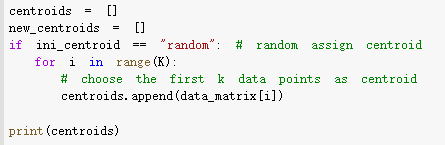 centroids = []
new_centroids = []
if ini_centroid == "random": # random assign centroid
    for i in range(K):
        # choose the first k data points as centroid
        centroids.append(data_matrix[i])

print(centroids)